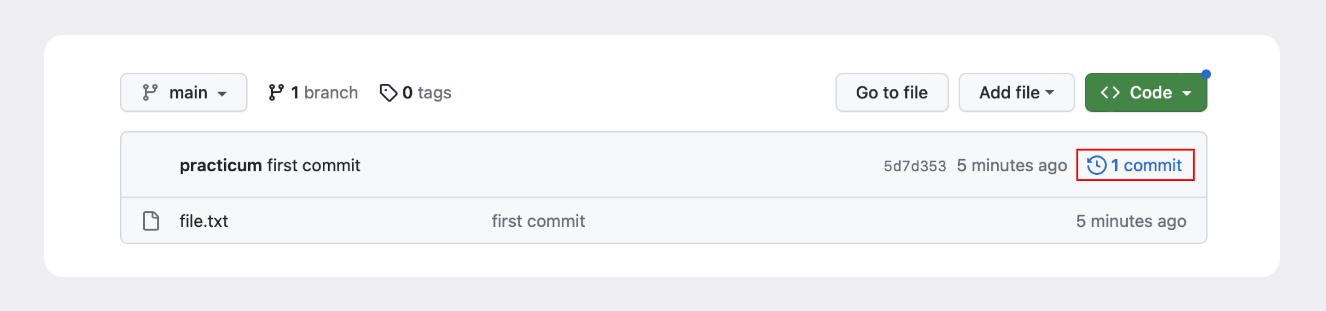 main 1 branch 0 tags Go to file Add file <> Code
practicum first commit 5d7d353 5 minutes ago 1 commit
file.txt first commit 5 minutes ago